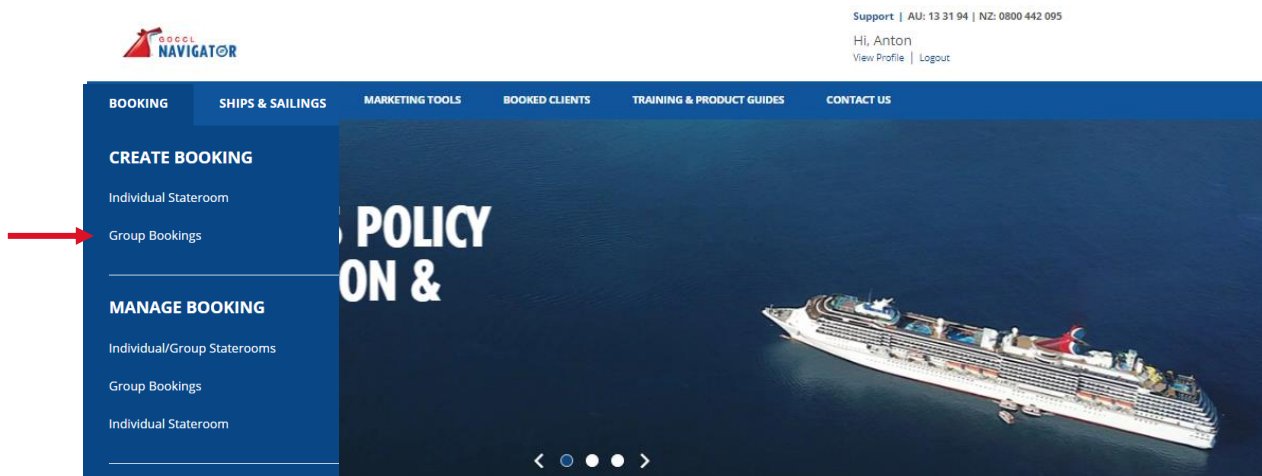 Support | AU: 13 31 94 | NZ: 0800 442 095
GOCCL
NAVIGATOR
Hi, Anton
View Profile | Logout
BOOKING SHIPS & SAILINGS MARKETING TOOLS BOOKED CLIENTS TRAINING & PRODUCT GUIDES CONTACT US
CREATE BOOKING
Individual Stateroom
Group Bookings
POLICY
ON &
MANAGE BOOKING
Individual/Group Staterooms
Group Bookings
Individual Stateroom